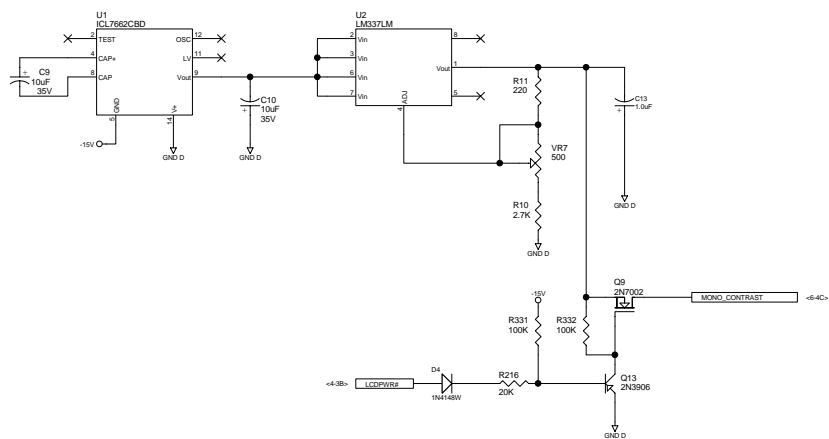 U1
ICL7662CBD
2
TEST
OSC
12
LV
11
4
CAP+
8
CAP
Vout
9
GND
5
V+
14
C9
10uF
35V
-15V
GND D
C10
10uF
35V
GND D
U2
LM337LM
2
Vin
3
Vin
6
Vin
7
Vin
8
Vout
1
5
ADJ
4
R11
220
VR7
500
R10
2.7K
GND D
C13
1.0uF
GND D
Q9
2N7002
MONO_CONTRAST
<6-4C>
-15V
R331
100K
R332
100K
<4-3B>
LCDPWR#
D4
1N4148W
R216
20K
Q13
2N3906
GND D